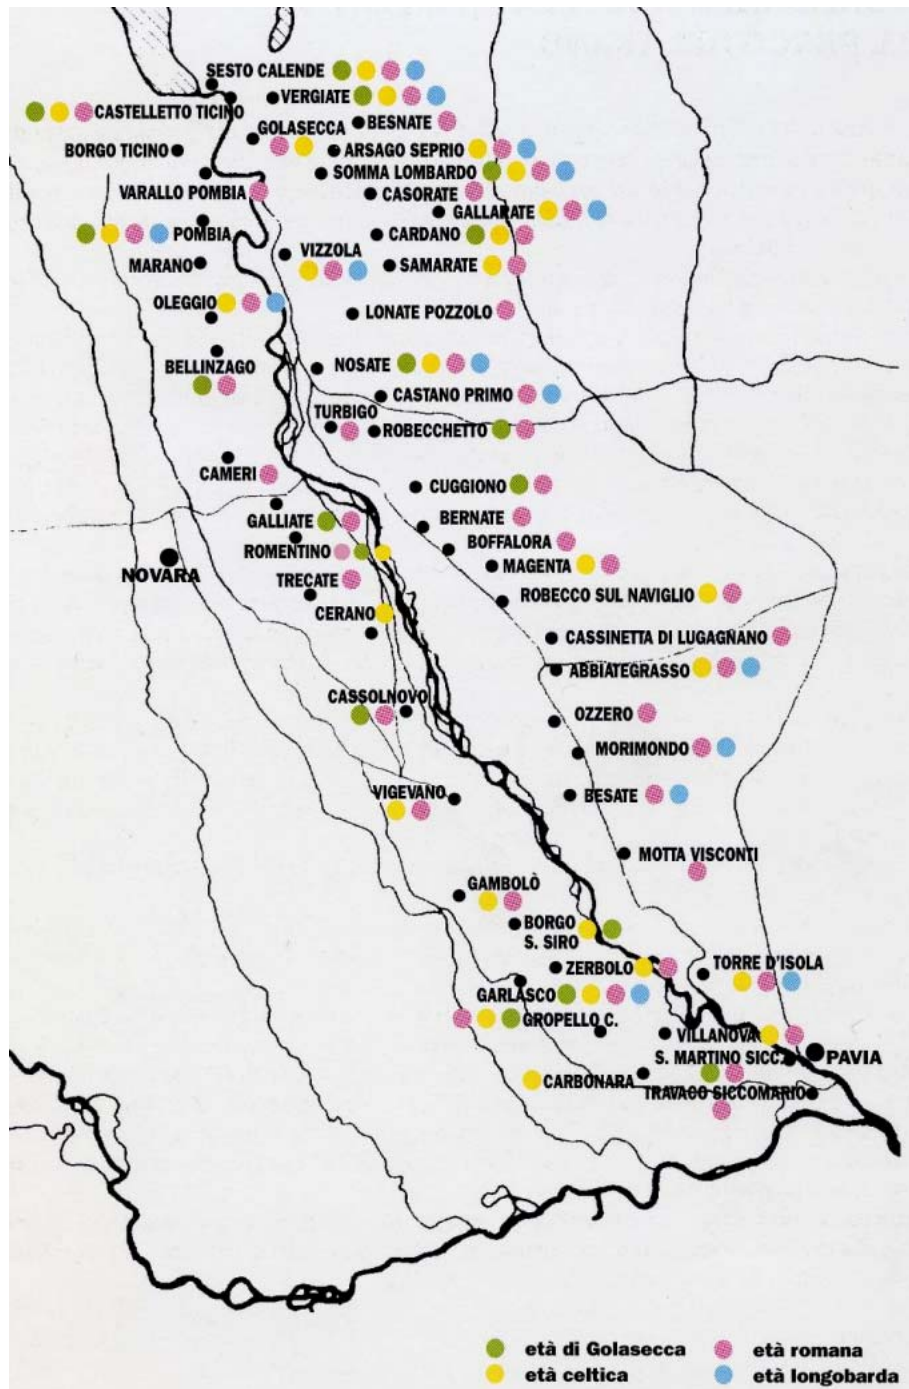 SESTO CALENDE
VERGIATE
CASTELLETTO TICINO
BESNATE
GOLASECCA
BORGO TICINO
ARSAGO SEPRIO
SOMMA LOMBARDO
VARALLO POMBIA
CASORATE
GALLARATE
POMBIA
CARDANO
VIZZOLA
MARANO
SAMARATE
OLEGGIO
LONATE POZZOLO
BELLINZAGO
NOSATE
CASTANO PRIMO
TURBIGO
ROBECCHETTO
CAMERI
CUGGIONO
GALLIATE
BERNATE
ROMENTINO
BOFFALORA
NOVARA
TRECATE
MAGENTA
ROBECCO SUL NAVIGLIO
CERANO
CASSINETTA DI LUGAGNANO
ABBIATEGRASSO
CASSOLNOVO
OZZERO
MORIMONDO
VIGEVANO
BESATE
MOTTA VISCONTI
GAMBOLÒ
BORGO
S. SIRO
ZERBOLO
TORRE D'ISOLA
GARLASCO
GROPELLO C.
VILLANOVA
S. MARTINO SICC.
PAVIA
CARBONARA
TRAVACO SICCOMARIO
età di Golasecca
età romana
età celtica
età longobarda